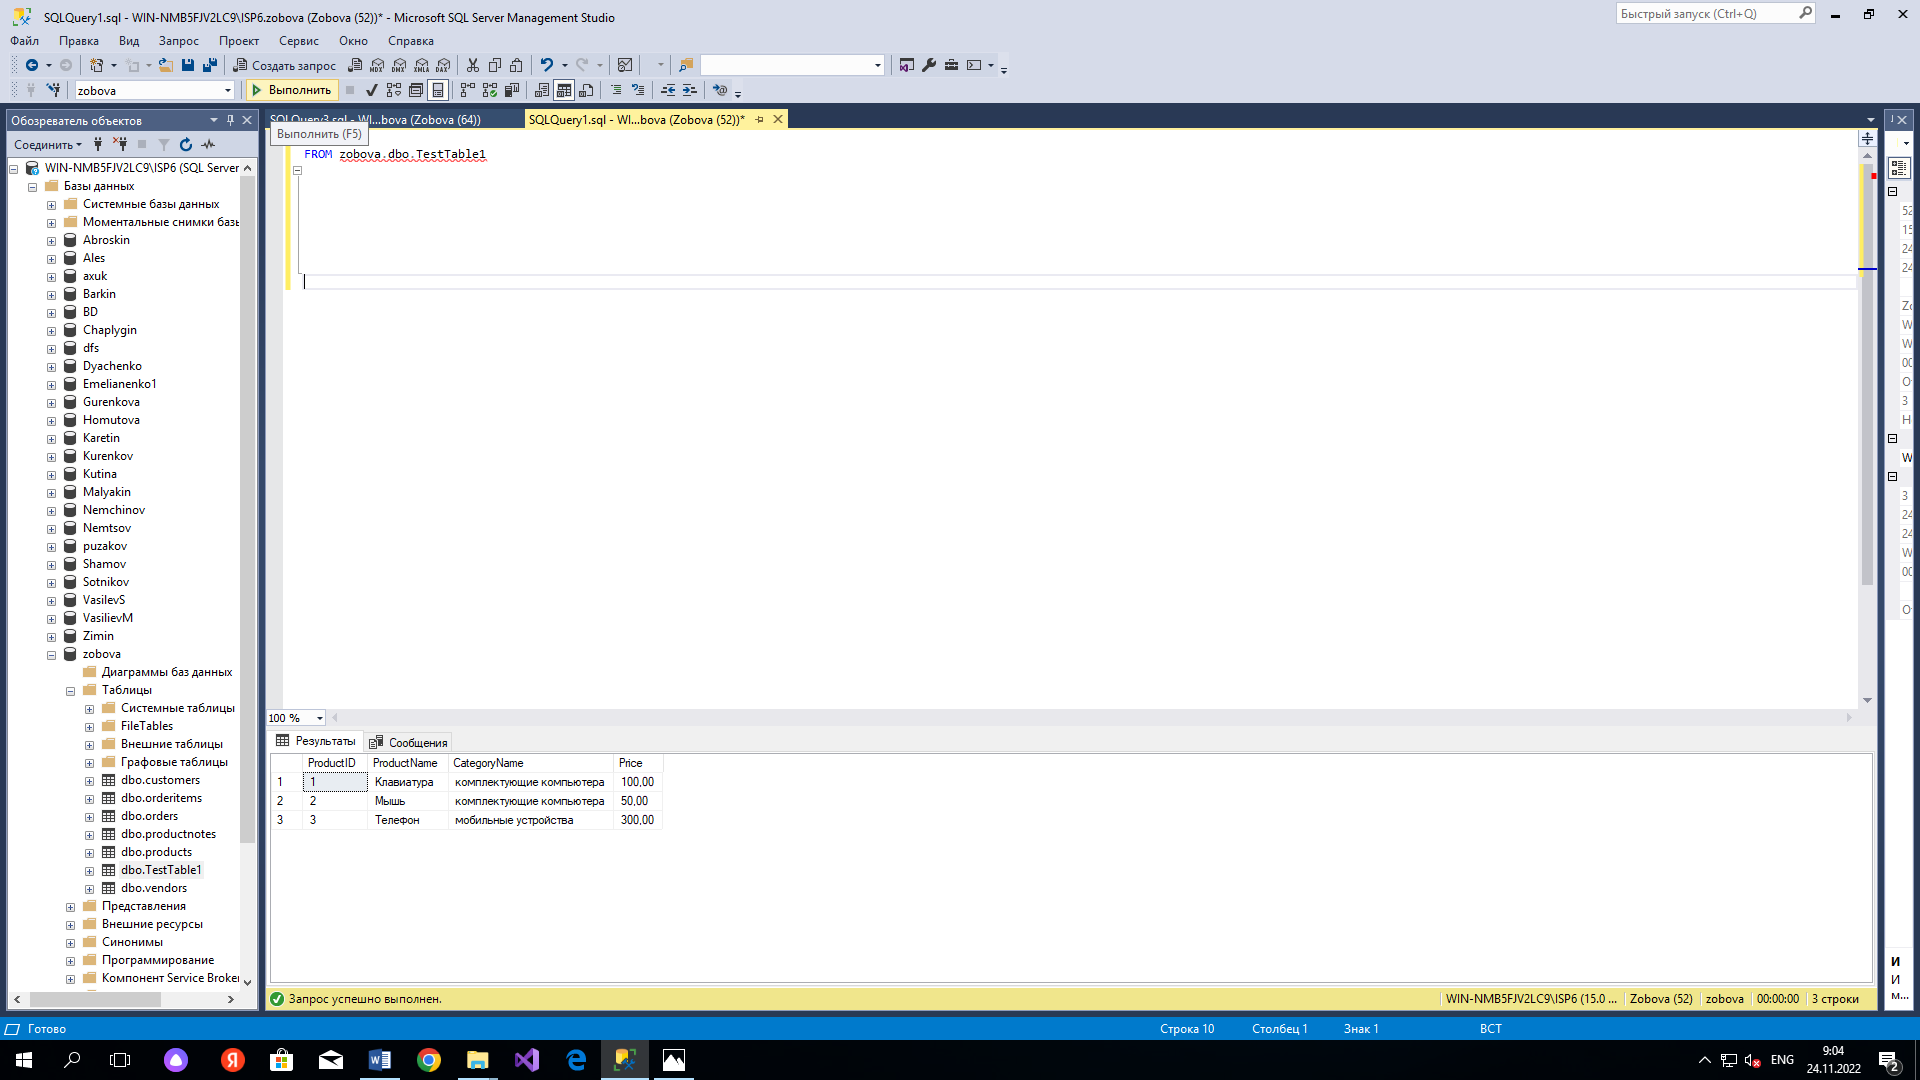 SQLQuery1.sql - WIN-NMB5FJV2LC9\ISP6.zobova (Zobova (52))* - Microsoft SQL Server Management Studio
Быстрый запуск (Ctrl+Q)
Файл Правка Вид Запрос Проект Сервис Окно Справка
Создать запрос
zobova
Выполнить
Обозреватель объектов
SQLQuery3.sql - WI...bova (Zobova (64))
SQLQuery1.sql - WI...bova (Zobova (52))*
Выполнить (F5)
Соединить
FROM zobova.dbo.TestTable1
WIN-NMB5FJV2LC9\ISP6 (SQL Server
Базы данных
Системные базы данных
Моментальные снимки базы
Abroskin
Ales
axuk
Barkin
BD
Chaplygin
dfs
Dyachenko
Emelianenko1
Gurenkova
Homutova
Karetin
Kurenkov
Kutina
Malyakin
Nemchinov
Nemtsov
puzakov
Shamov
Sotnikov
VasilevS
VasilievM
Zimin
zobova
Диаграммы баз данных
Таблицы
Системные таблицы
FileTables
Внешние таблицы
Графовые таблицы
dbo.customers
dbo.orderitems
dbo.orders
dbo.productnotes
dbo.products
dbo.TestTable1
dbo.vendors
Представления
Внешние ресурсы
Синонимы
Программирование
Компонент Service Broker
100 %
Результаты Сообщения
ProductID ProductName CategoryName Price
1 1 Клавиатура комплектующие компьютера 100,00
2 2 Мышь комплектующие компьютера 50,00
3 3 Телефон мобильные устройства 300,00
Запрос успешно выполнен.
WIN-NMB5FJV2LC9\ISP6 (15.0 ... Zobova (52) zobova 00:00:00 3 строки
Готово
Строка 10 Столбец 1 Знак 1 ВСТ
ENG
9:04
24.11.2022
2